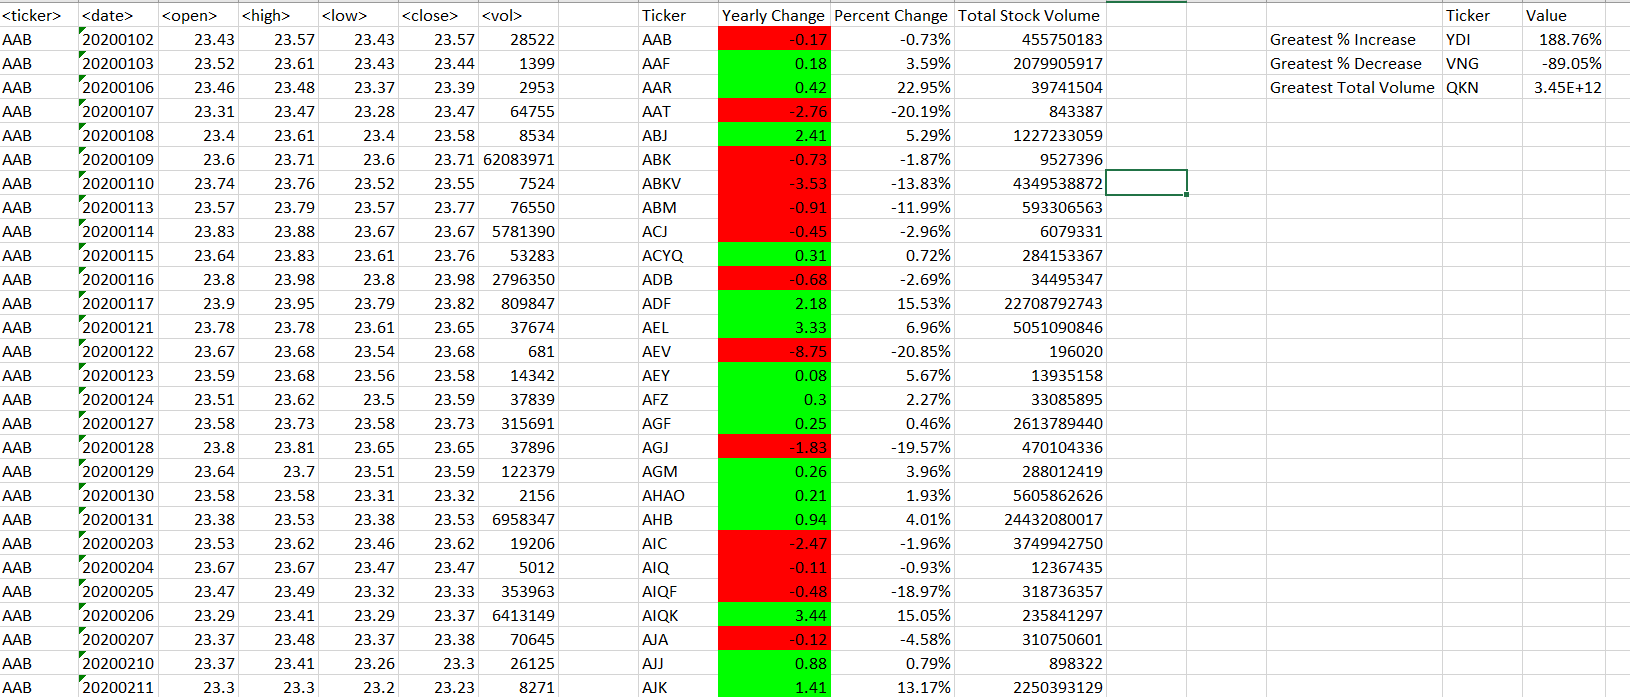 <ticker> <date> <open> <high> <low> <close> <vol> Ticker Yearly Change Percent Change Total Stock Volume Ticker Value
AAB 20200102 23.43 23.57 23.43 23.57 28522 AAB -0.17 -0.73% 455750183 Greatest % Increase YDI 188.76%
AAB 20200103 23.52 23.61 23.43 23.44 1399 AAF 0.18 3.59% 2079905917 Greatest % Decrease VNG -89.05%
AAB 20200106 23.46 23.48 23.37 23.39 2953 AAR 0.42 22.95% 39741504 Greatest Total Volume QKN 3.45E+12
AAB 20200107 23.31 23.47 23.28 23.47 64755 AAT -2.76 -20.19% 843387
AAB 20200108 23.4 23.61 23.4 23.58 8534 ABJ 2.41 5.29% 1227233059
AAB 20200109 23.6 23.71 23.6 23.71 62083971 ABK -0.73 -1.87% 9527396
AAB 20200110 23.74 23.76 23.52 23.55 7524 ABKV -3.53 -13.83% 4349538872
AAB 20200113 23.57 23.79 23.57 23.77 76550 ABM -0.91 -11.99% 593306563
AAB 20200114 23.83 23.88 23.67 23.67 5781390 ACJ -0.45 -2.96% 6079331
AAB 20200115 23.64 23.83 23.61 23.76 53283 ACYQ 0.31 0.72% 284153367
AAB 20200116 23.8 23.98 23.8 23.98 2796350 ADB -0.68 -2.69% 34495347
AAB 20200117 23.9 23.95 23.79 23.82 809847 ADF 2.18 15.53% 22708792743
AAB 20200121 23.78 23.78 23.61 23.65 37674 AEL 3.33 6.96% 5051090846
AAB 20200122 23.67 23.68 23.54 23.68 681 AEV -8.75 -20.85% 196020
AAB 20200123 23.59 23.68 23.56 23.58 14342 AEY 0.08 5.67% 13935158
AAB 20200124 23.51 23.62 23.5 23.59 37839 AFZ 0.3 2.27% 33085895
AAB 20200127 23.58 23.73 23.58 23.73 315691 AGF 0.25 0.46% 2613789440
AAB 20200128 23.8 23.81 23.65 23.65 37896 AGJ -1.83 -19.57% 470104336
AAB 20200129 23.64 23.7 23.51 23.59 122379 AGM 0.26 3.96% 288012419
AAB 20200130 23.58 23.58 23.31 23.32 2156 AHAO 0.21 1.93% 5605862626
AAB 20200131 23.38 23.53 23.38 23.53 6958347 AHB 0.94 4.01% 24432080017
AAB 20200203 23.53 23.62 23.46 23.62 19206 AIC -2.47 -1.96% 3749942750
AAB 20200204 23.67 23.67 23.47 23.47 5012 AIQ -0.11 -0.93% 12367435
AAB 20200205 23.47 23.49 23.32 23.33 353963 AIQF -0.48 -18.97% 318736357
AAB 20200206 23.29 23.41 23.29 23.37 6413149 AIQK 3.44 15.05% 235841297
AAB 20200207 23.37 23.48 23.37 23.38 70645 AJA -0.12 -4.58% 310750601
AAB 20200210 23.37 23.41 23.26 23.3 26125 AJJ 0.88 0.79% 898322
AAB 20200211 23.3 23.3 23.2 23.23 8271 AJK 1.41 13.17% 2250393129